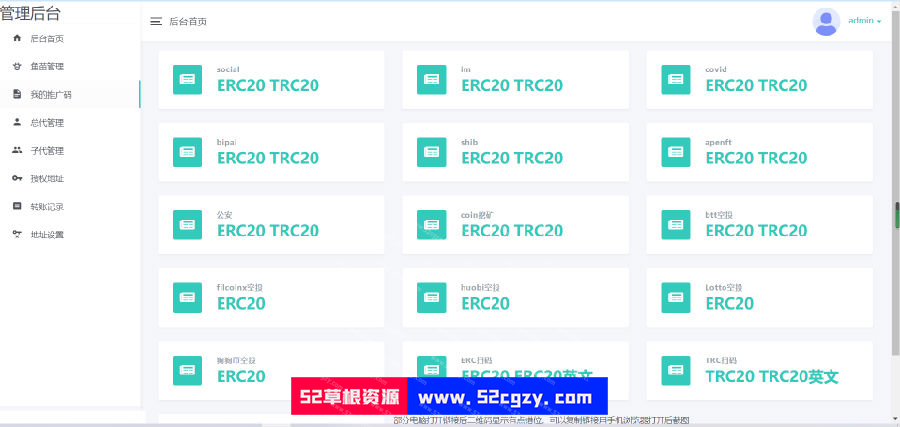 管理后台
后台首页
admin
后台首页
鱼苗管理
我的推广码
总代管理
子代管理
授权地址
转账记录
地址设置
social
ERC20 TRC20
im
ERC20 TRC20
covid
ERC20 TRC20
bipai
ERC20 TRC20
shib
ERC20 TRC20
apenft
ERC20 TRC20
公安
ERC20 TRC20
coin挖矿
ERC20 TRC20
btt空投
ERC20 TRC20
filcoinx空投
ERC20
huobi空投
ERC20
Lotte空投
ERC20
狗狗币空投
ERC20
ERC扫码
ERC20 ERC20英文
TRC扫码
TRC20 TRC20英文
52草根资源 www.52cgzy.com
部分电脑打开链接后二维码显示有点错位,可以复制链接用手机浏览器打开后截图